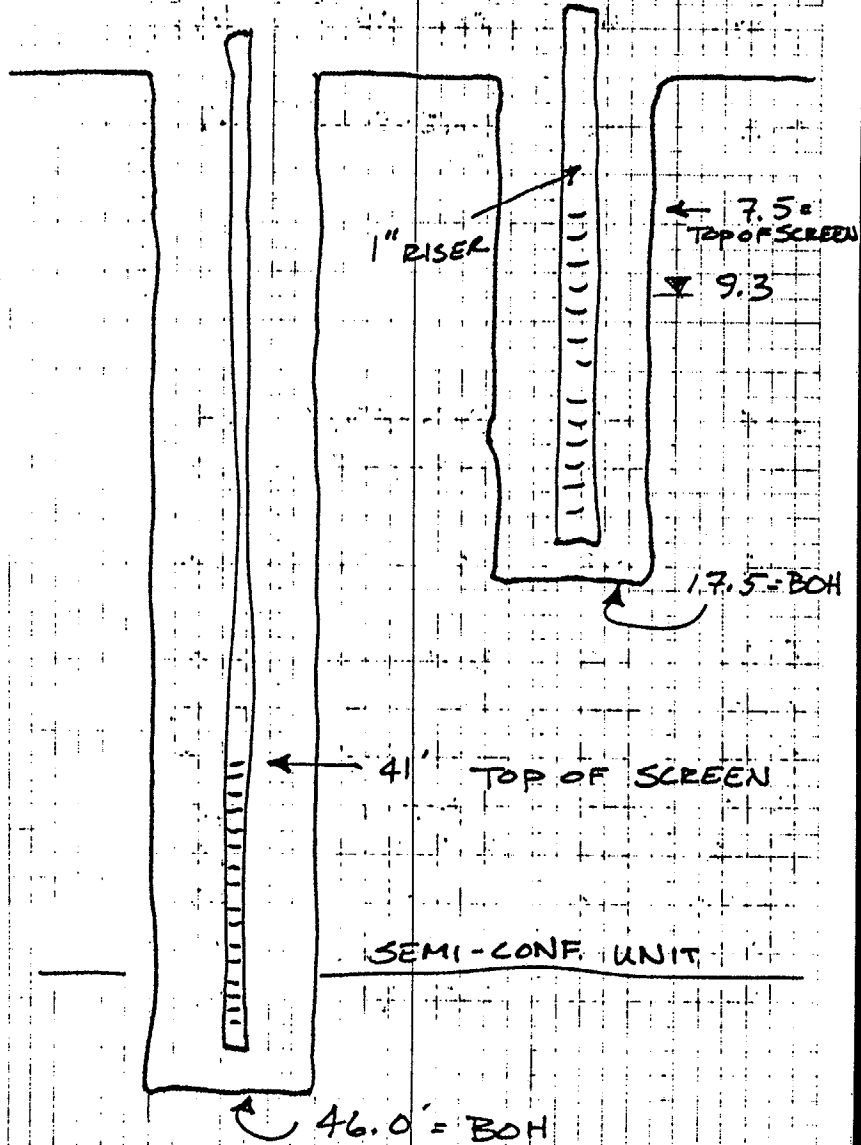 1" RISER
← 7.5 =
TOP OF SCREEN
9.3
17.5 = BOH
41' TOP OF SCREEN
SEMI-CONF. UNIT
46.0' = BOH